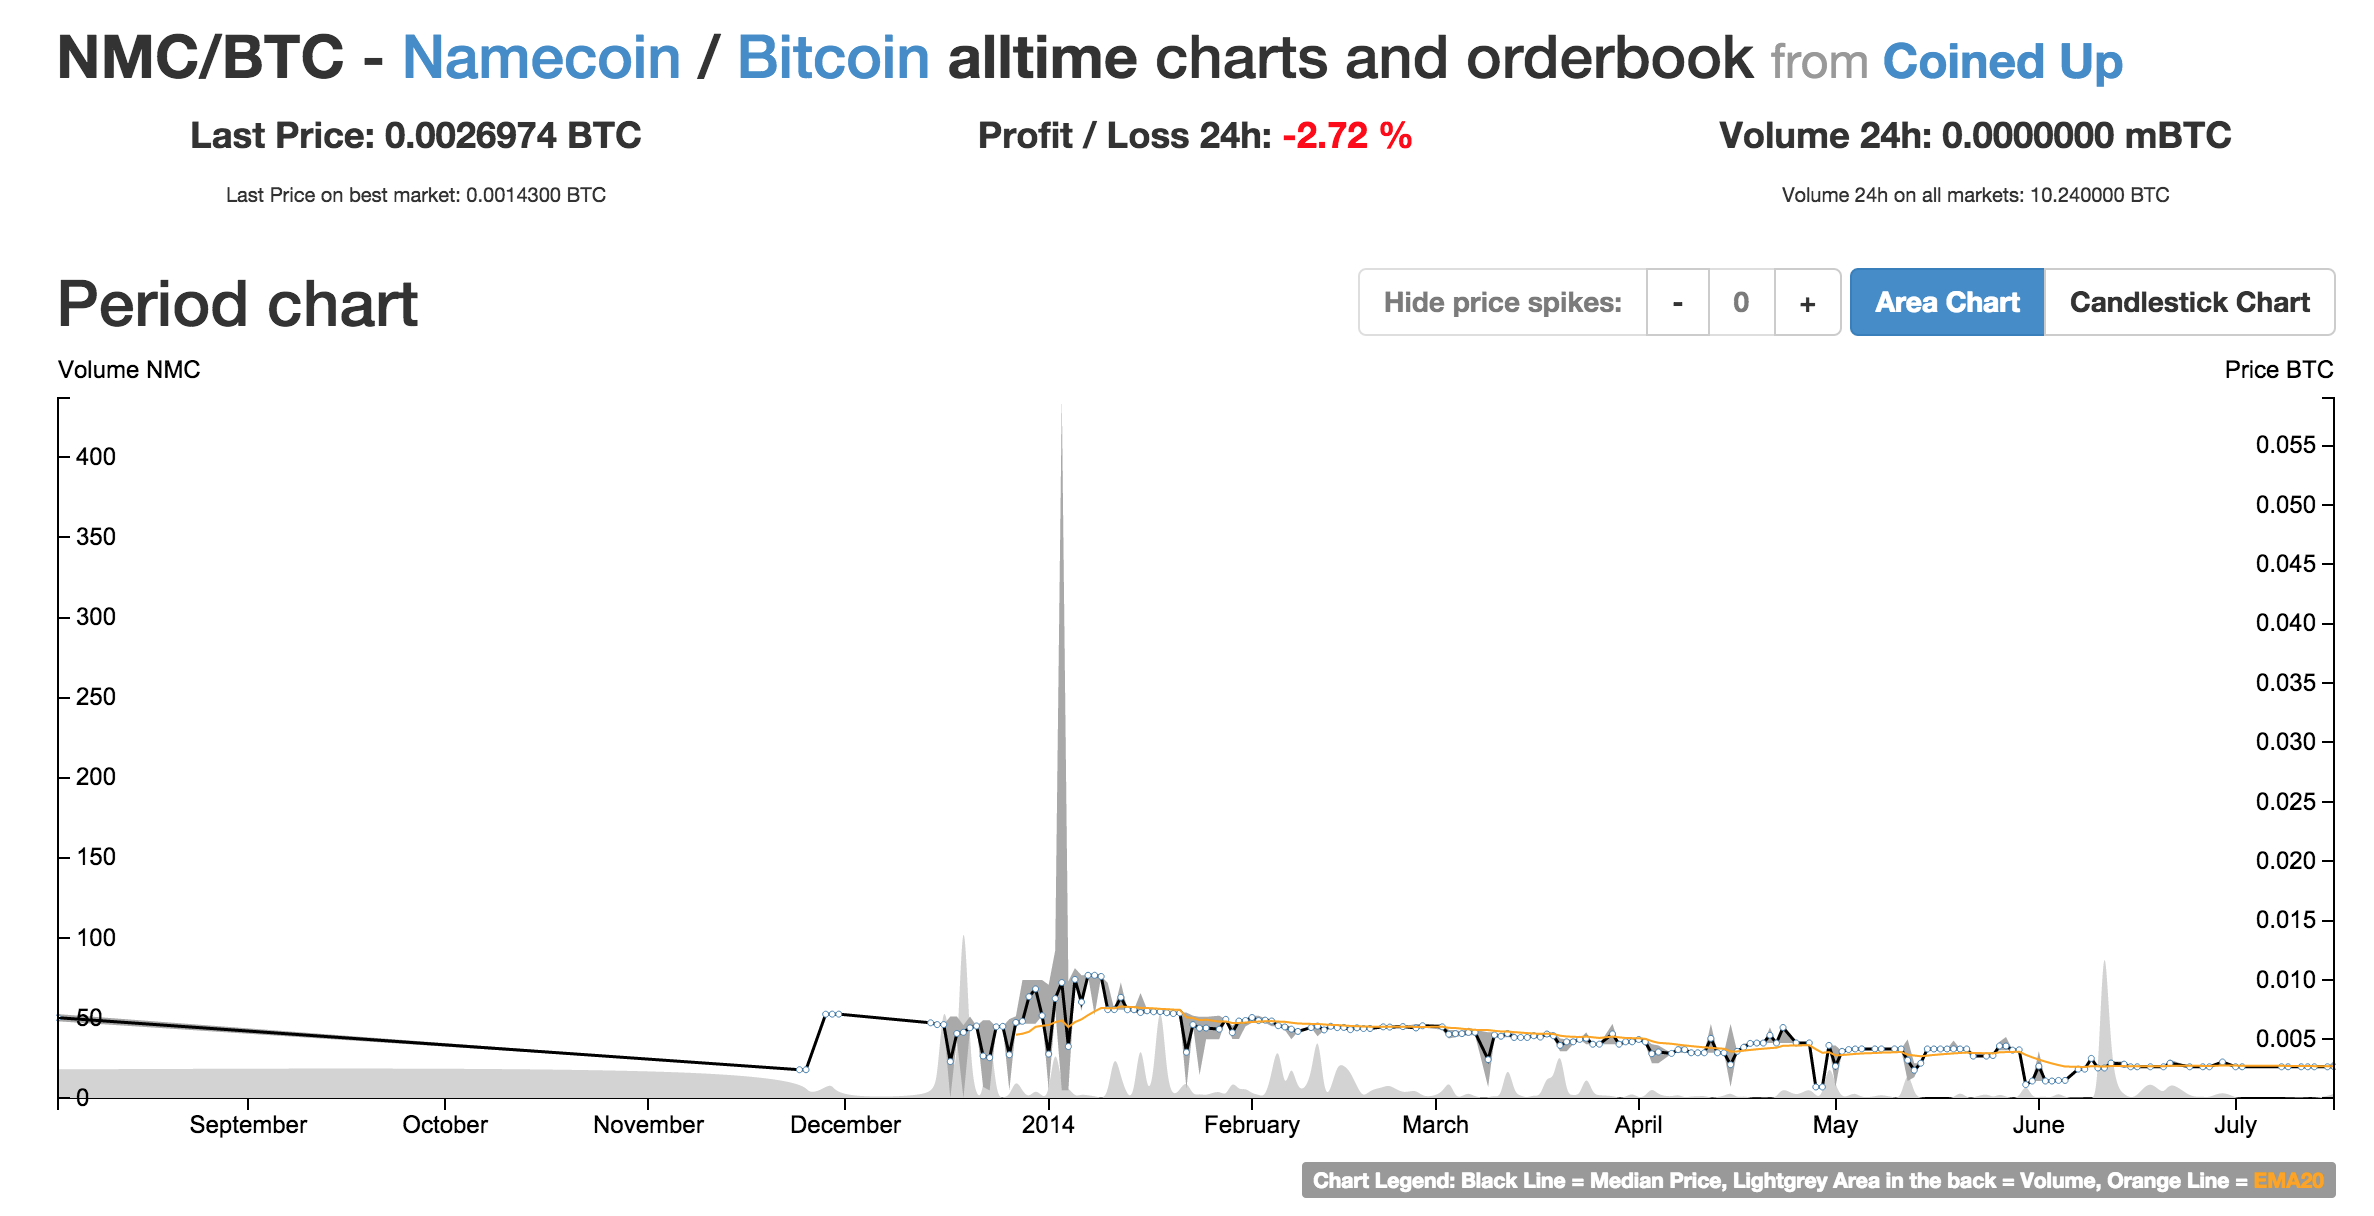 NMC/BTC - Namecoin / Bitcoin alltime charts and orderbook from Coined Up
Last Price: 0.0026974 BTC
Profit / Loss 24h: -2.72 %
Volume 24h: 0.0000000 mBTC
Last Price on best market: 0.0014300 BTC
Volume 24h on all markets: 10.240000 BTC
Period chart
Hide price spikes: - 0 +
Area Chart
Candlestick Chart
Volume NMC
Price BTC
400
350
300
250
200
150
100
50
0
0.055
0.050
0.045
0.040
0.035
0.030
0.025
0.020
0.015
0.010
0.005
September October November December 2014 February March April May June July
Chart Legend: Black Line = Median Price, Lightgrey Area in the back = Volume, Orange Line = EMA20